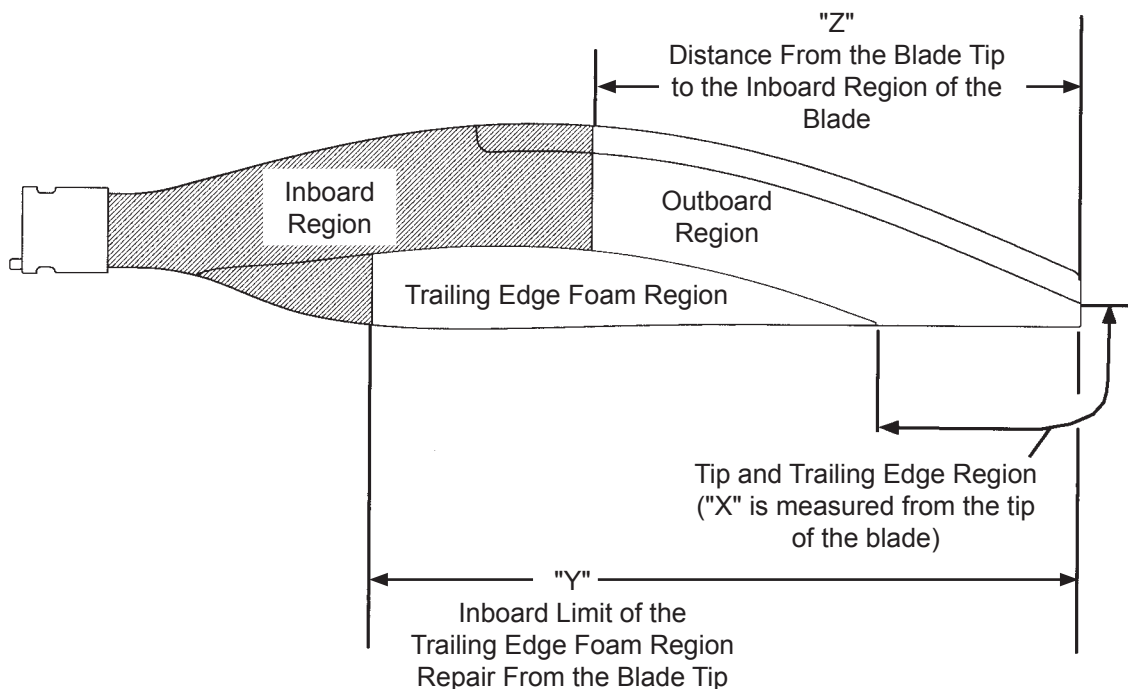 "Z"
Distance From the Blade Tip
to the Inboard Region of the
Blade
Inboard
Region
Outboard
Region
Trailing Edge Foam Region
Tip and Trailing Edge Region
("X" is measured from the tip
of the blade)
"Y"
Inboard Limit of the
Trailing Edge Foam Region
Repair From the Blade Tip